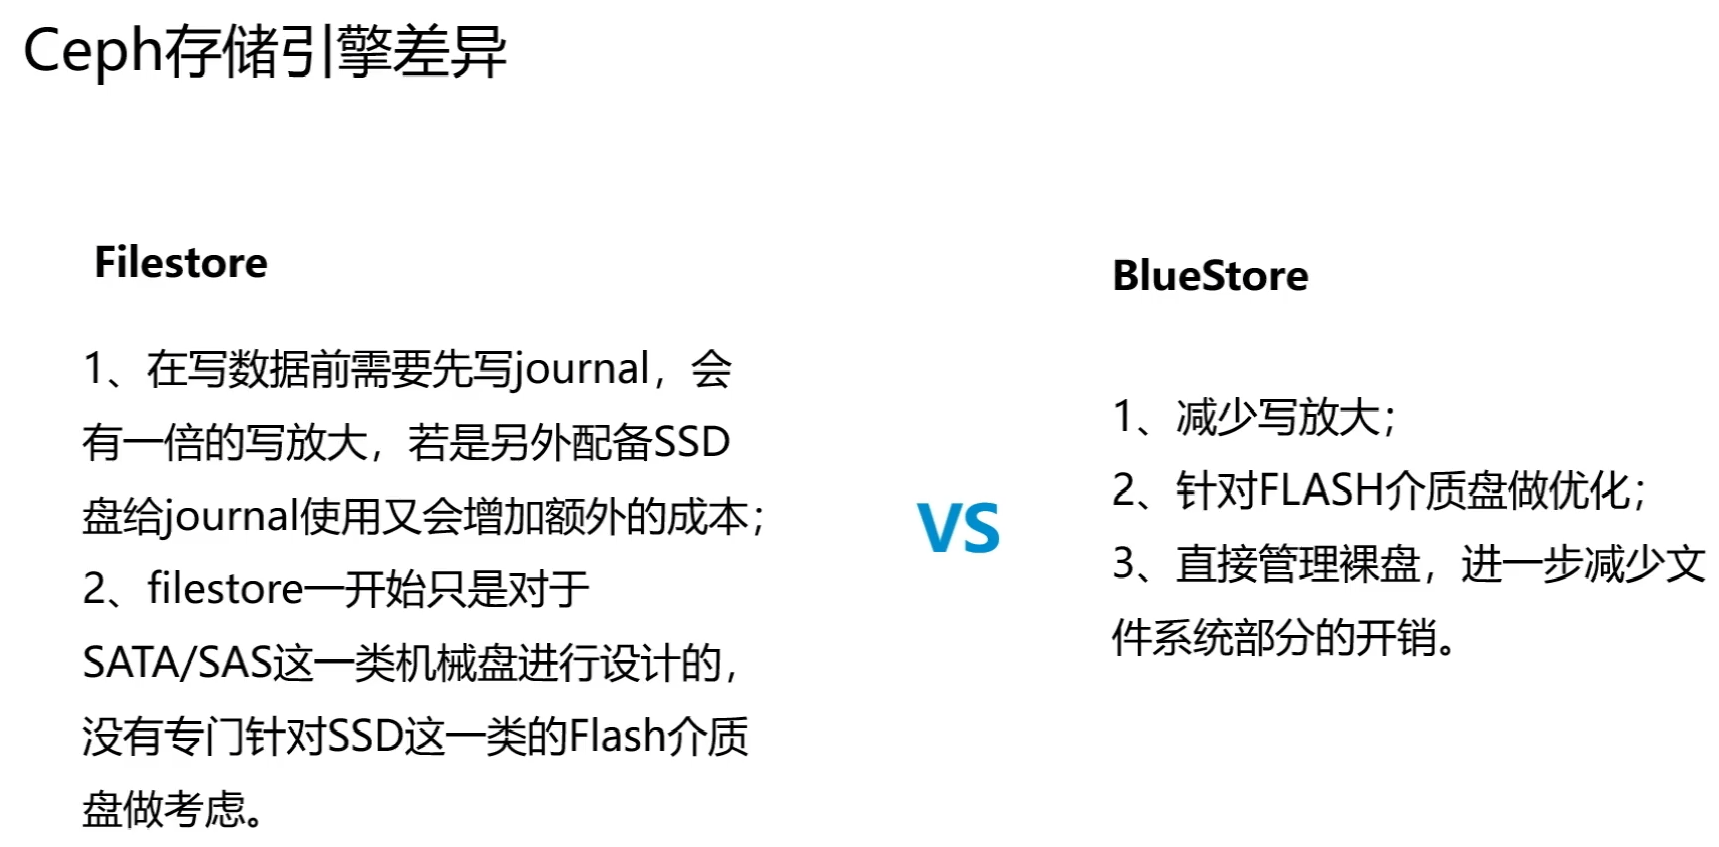 Ceph存储引擎差异
Filestore
1、在写数据前需要先写journal，会
有一倍的写放大，若是另外配备SSD
盘给journal使用又会增加额外的成本；
2、filestore一开始只是对于
SATA/SAS这一类机械盘进行设计的，
没有专门针对SSD这一类的Flash介质
盘做考虑。
VS
BlueStore
1、减少写放大；
2、针对FLASH介质盘做优化；
3、直接管理裸盘，进一步减少文
件系统部分的开销。